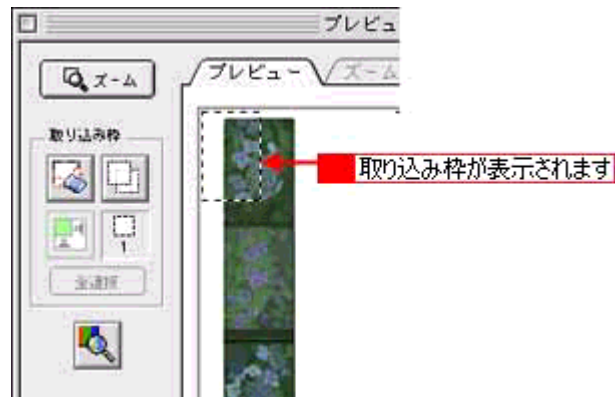 プレビュ
ズーム
プレビュー
ズーム
取り込み枠
取り込み枠が表示されます
1
全選択